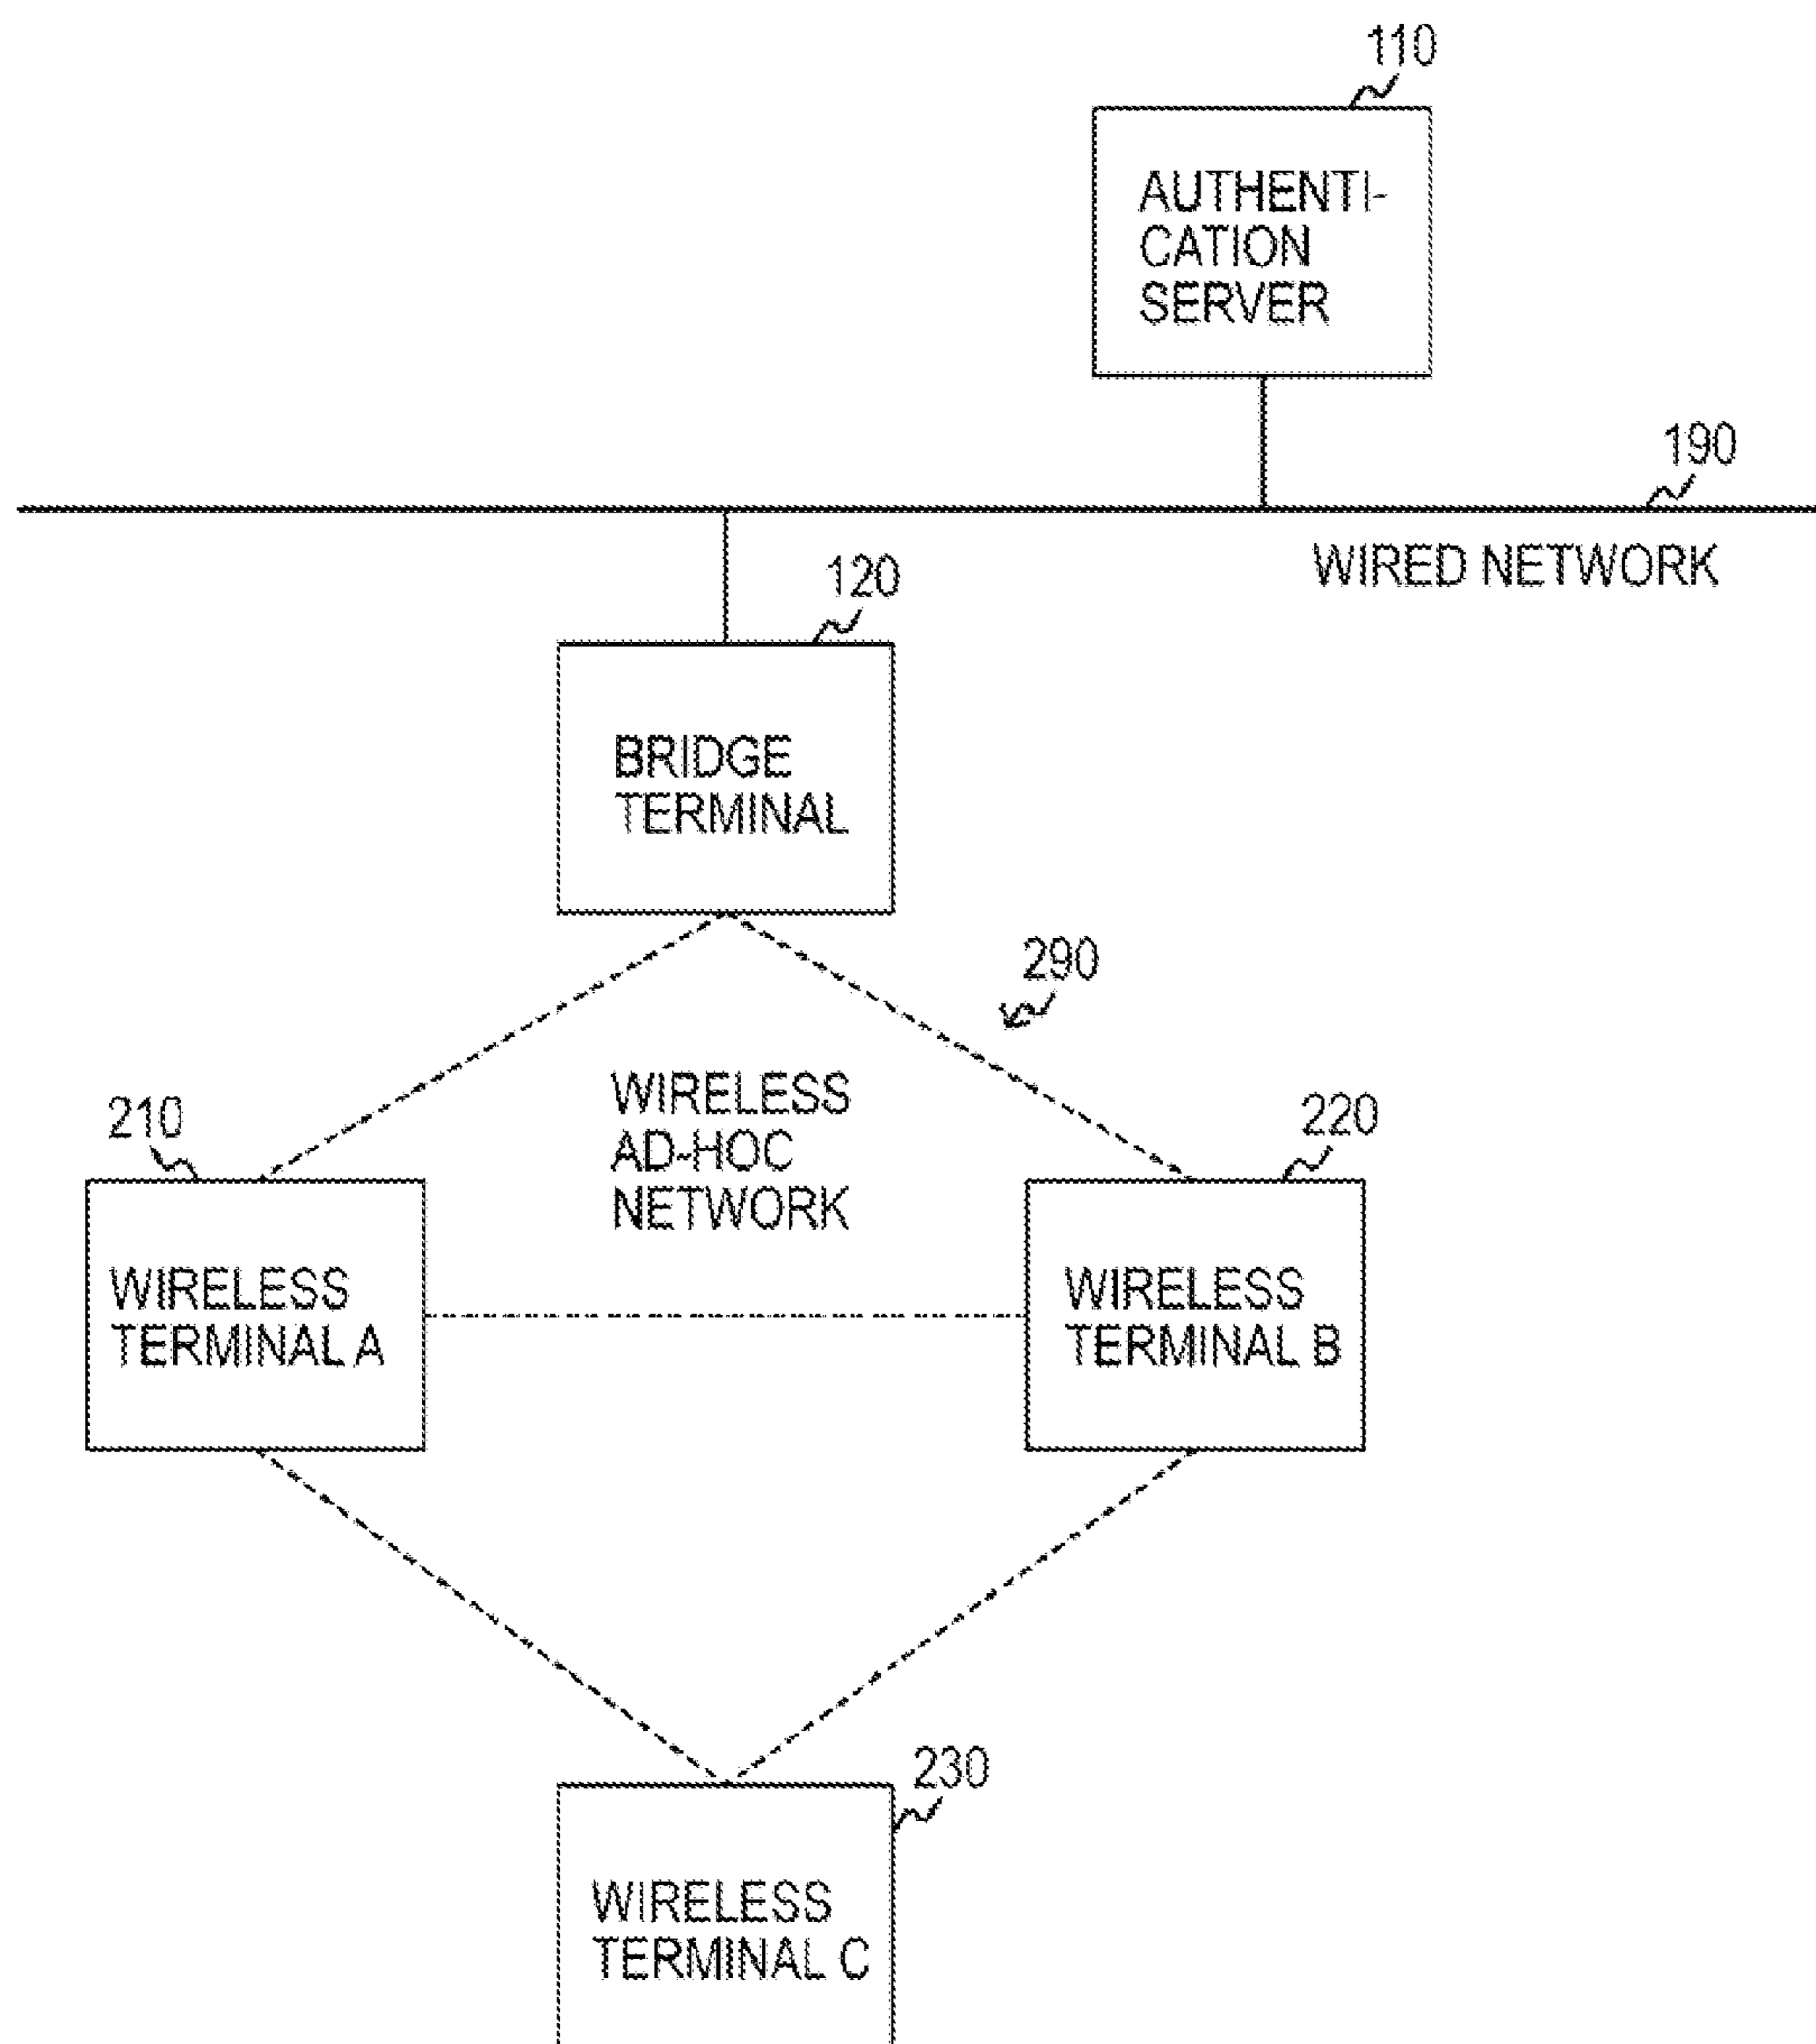 110
AUTHENTI-
CATION
SERVER
190
WIRED NETWORK
120
BRIDGE
TERMINAL
290
WIRELESS
AD-HOC
NETWORK
210
WIRELESS
TERMINAL A
220
WIRELESS
TERMINAL B
230
WIRELESS
TERMINAL C